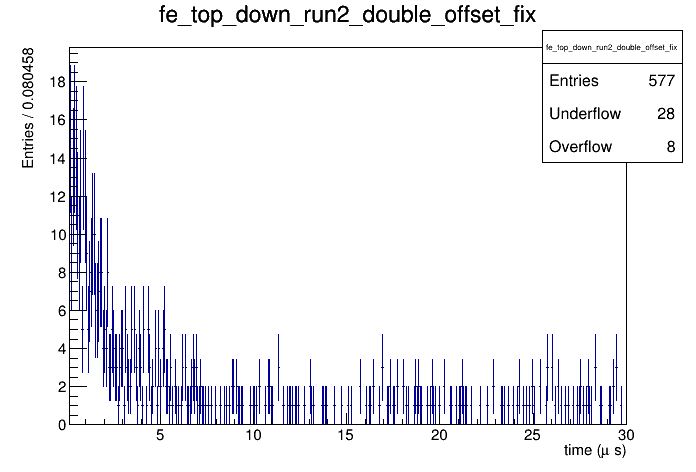 fe_top_down_run2_double_offset_fix
fe_top_down_run2_double_offset_fix
Entries 577
Underflow 28
Overflow 8
Entries / 0.080458
18
16
14
12
10
8
6
4
2
0
5 10 15 20 25 30
time (μ s)